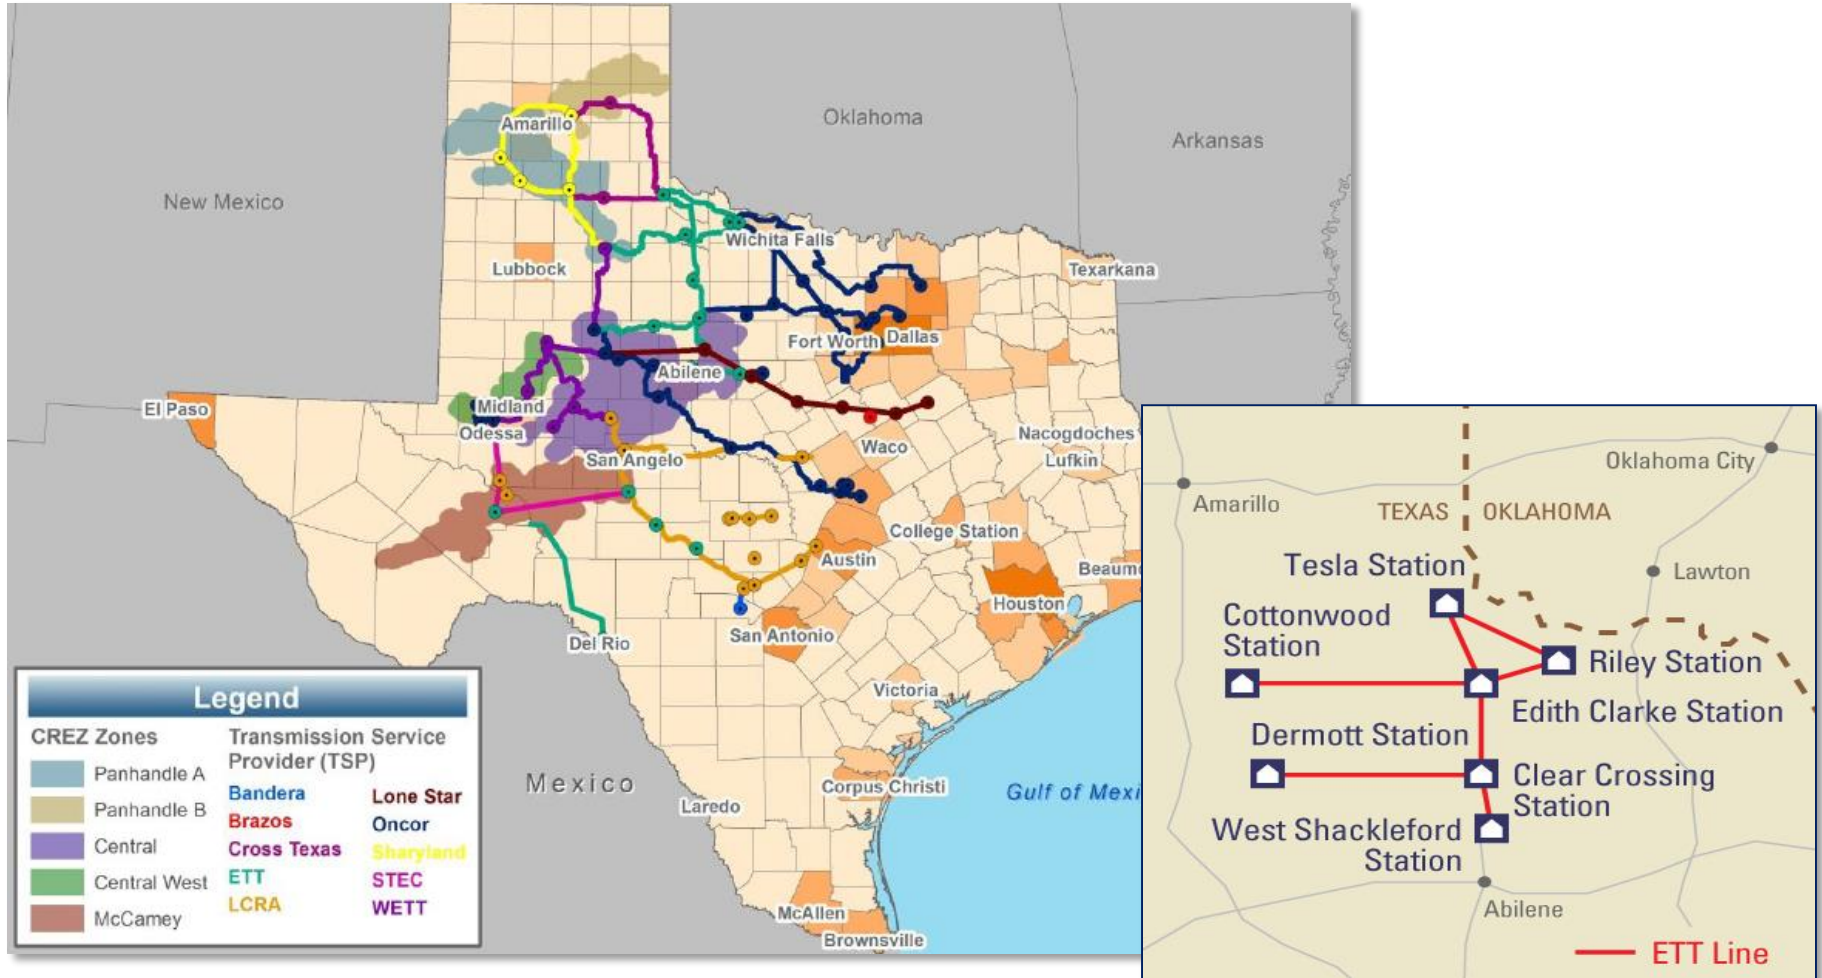 Oklahoma
Arkansas
New Mexico
Amarillo
Wichita Falls
Lubbock
Texarkana
Fort Worth
Dallas
Abilene
El Paso
Midland
Odessa
Waco
Nacogdoches
Lufkin
San Angelo
College Station
Austin
Beaumo
Houston
San Antonio
Del Rio
Victoria
Mexico
Corpus Christi
Laredo
Gulf of Mexi
McAllen
Brownsville
Legend
CREZ Zones
Panhandle A
Panhandle B
Central
Central West
McCamey
Transmission Service
Provider (TSP)
Bandera
Brazos
Cross Texas
ETT
LCRA
Lone Star
Oncor
Sharyland
STEC
WETT
Oklahoma City
Amarillo
TEXAS
OKLAHOMA
Tesla Station
Lawton
Cottonwood
Station
Riley Station
Edith Clarke Station
Dermott Station
Clear Crossing
Station
West Shackleford
Station
Abilene
ETT Line